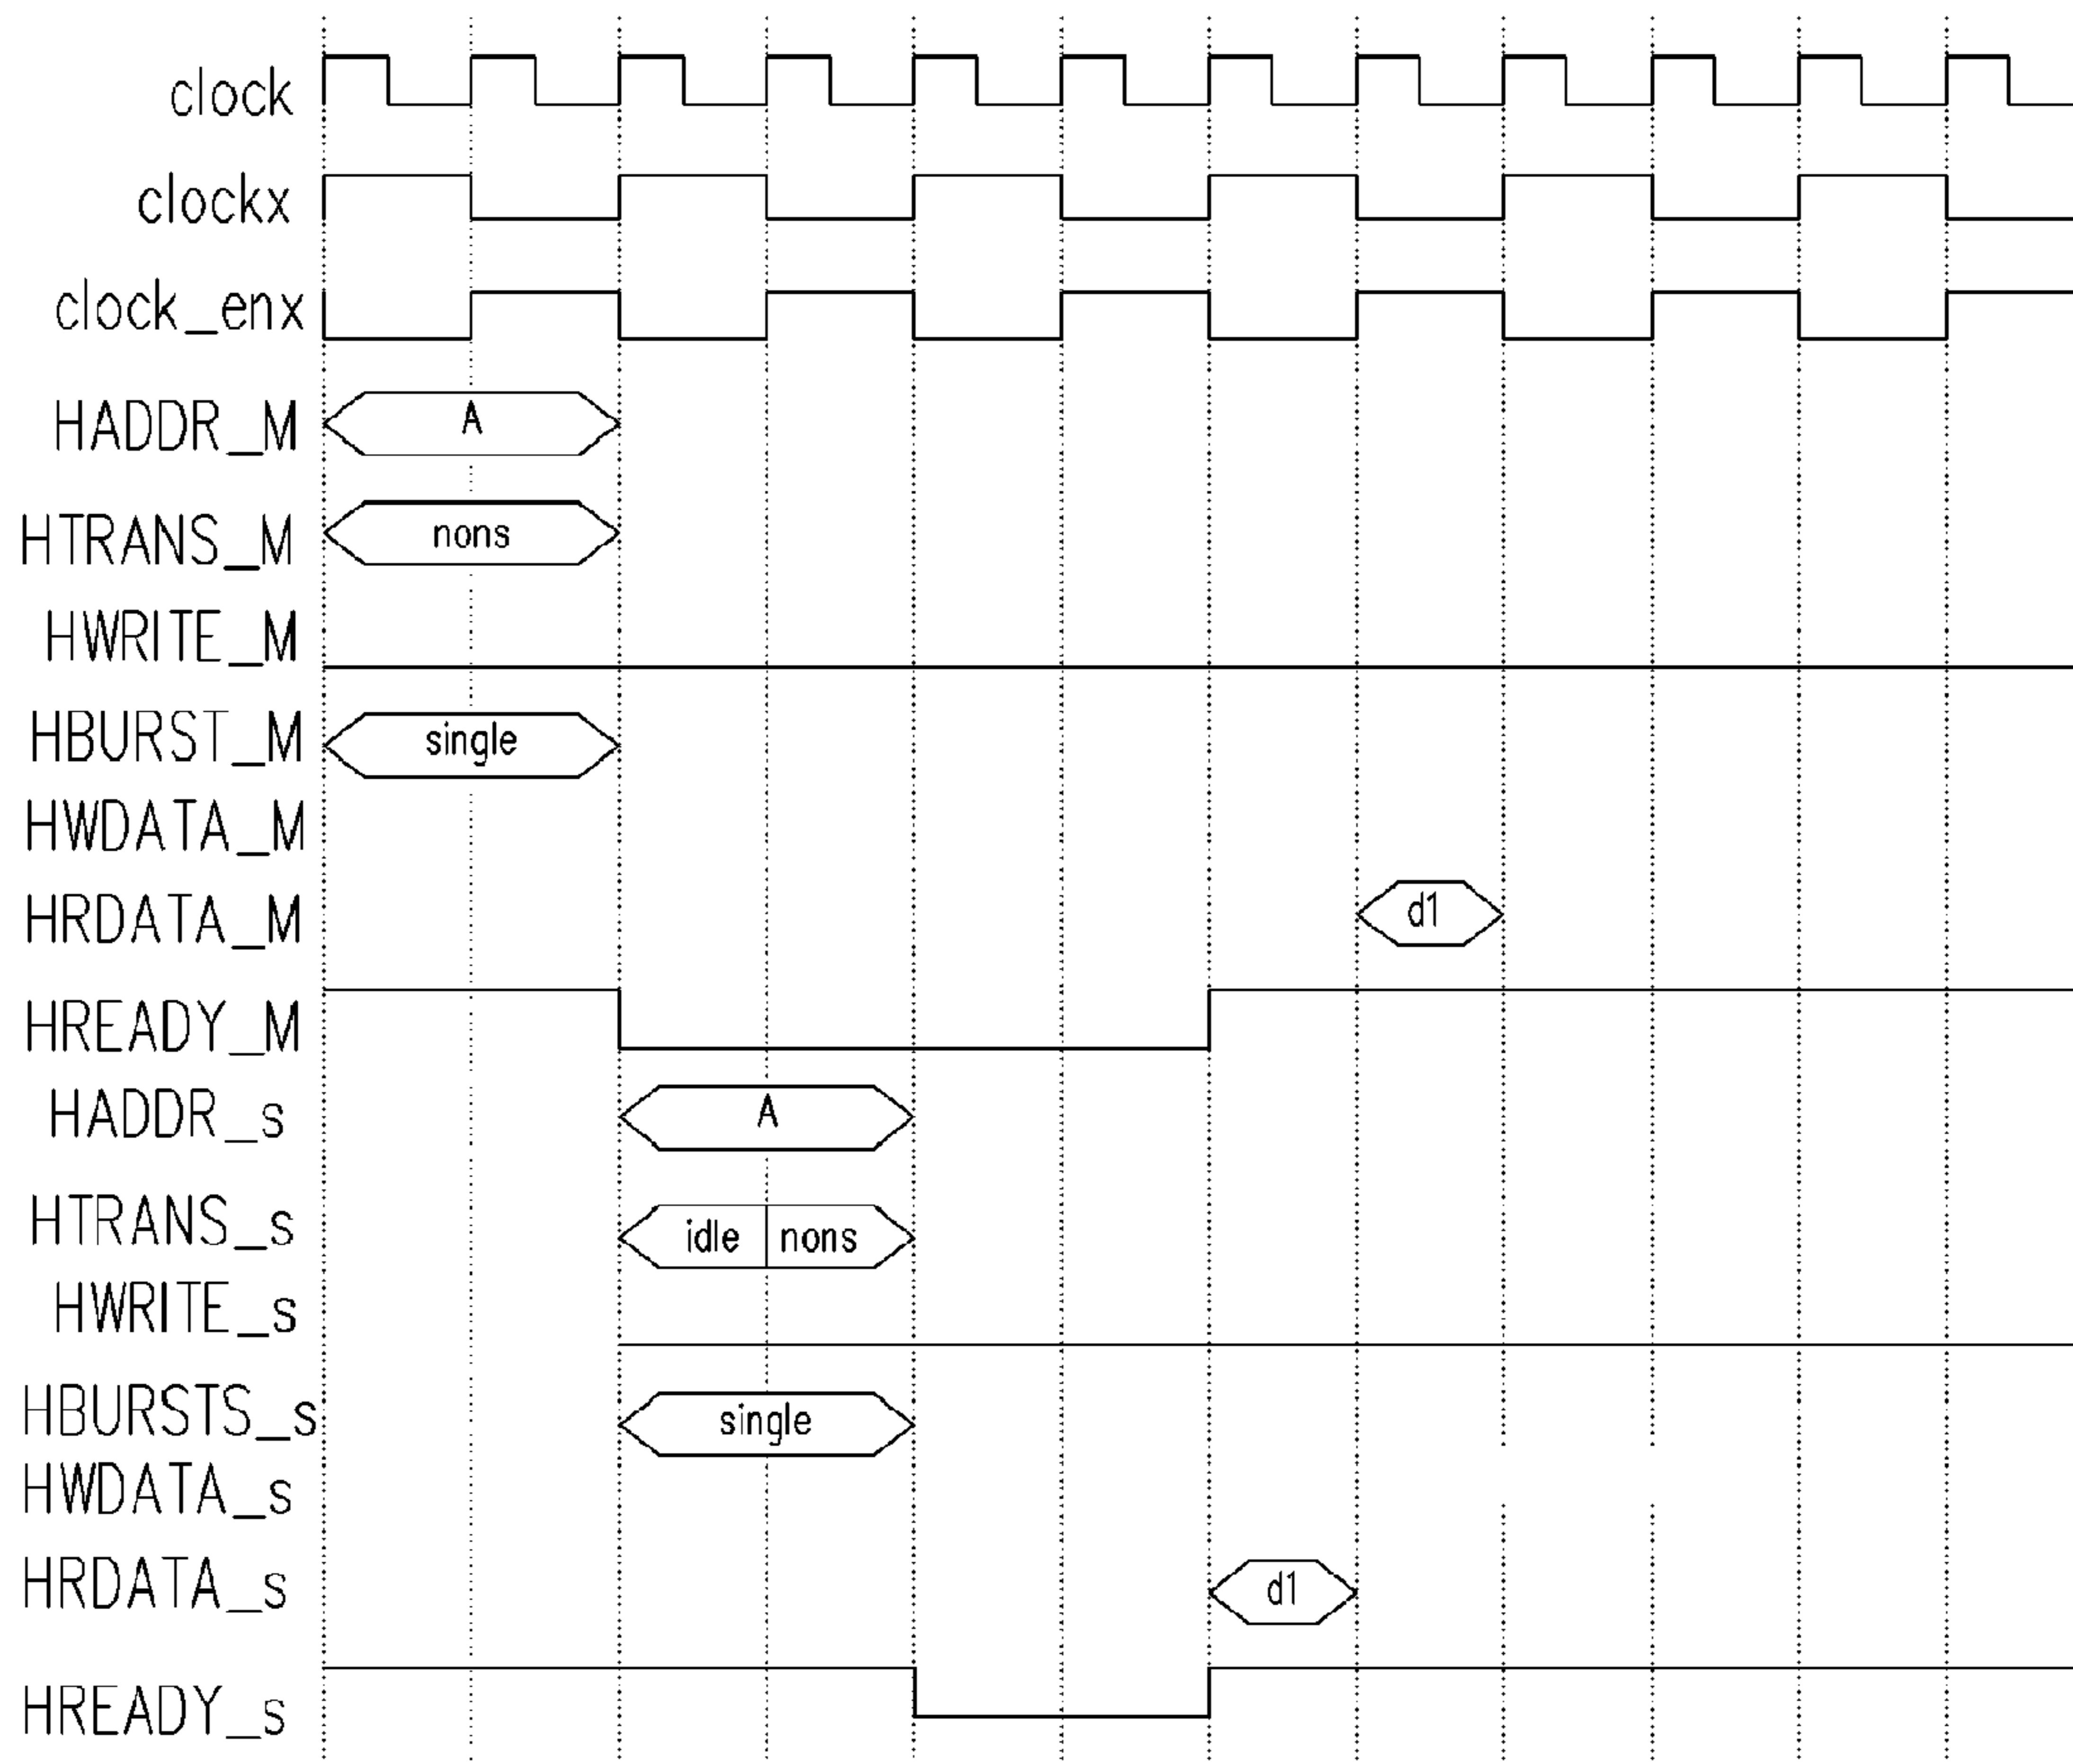 clock
clockx
clock_enx
HADDR_M A
HTRANS_M nons
HWRITE_M
HBURST_M single
HWDATA_M
HRDATA_M d1
HREADY_M
HADDR_s A
HTRANS_s idle nons
HWRITE_s
HBURSTS_s single
HWDATA_s
HRDATA_s d1
HREADY_s